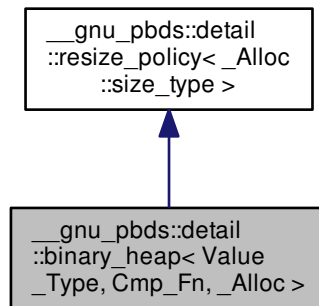 __gnu_pbds::detail
::resize_policy< _Alloc
::size_type >
__gnu_pbds::detail
::binary_heap< Value
_Type, Cmp_Fn, _Alloc >